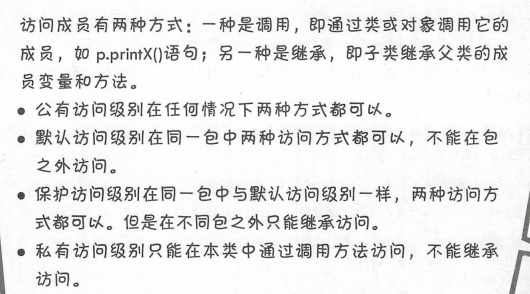 访问成员有两种方式：一种是调用，即通过类或对象调用它的
成员，如 p.printX()语句；另一种是继承，即子类继承父类的成
员变量和方法。
● 公有访问级别在任何情况下两种方式都可以。
● 默认访问级别在同一包中两种访问方式都可以，不能在包
之外访问。
● 保护访问级别在同一包中与默认访问级别一样，两种访问方
式都可以。但是在不同包之外只能继承访问。
● 私有访问级别只能在本类中通过调用方法访问，不能继承
访问。